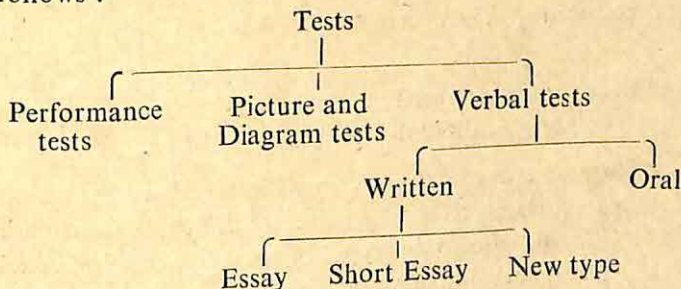 Tests
Performance tests
Picture and Diagram tests
Verbal tests
Written
Oral
Essay
Short Essay
New type